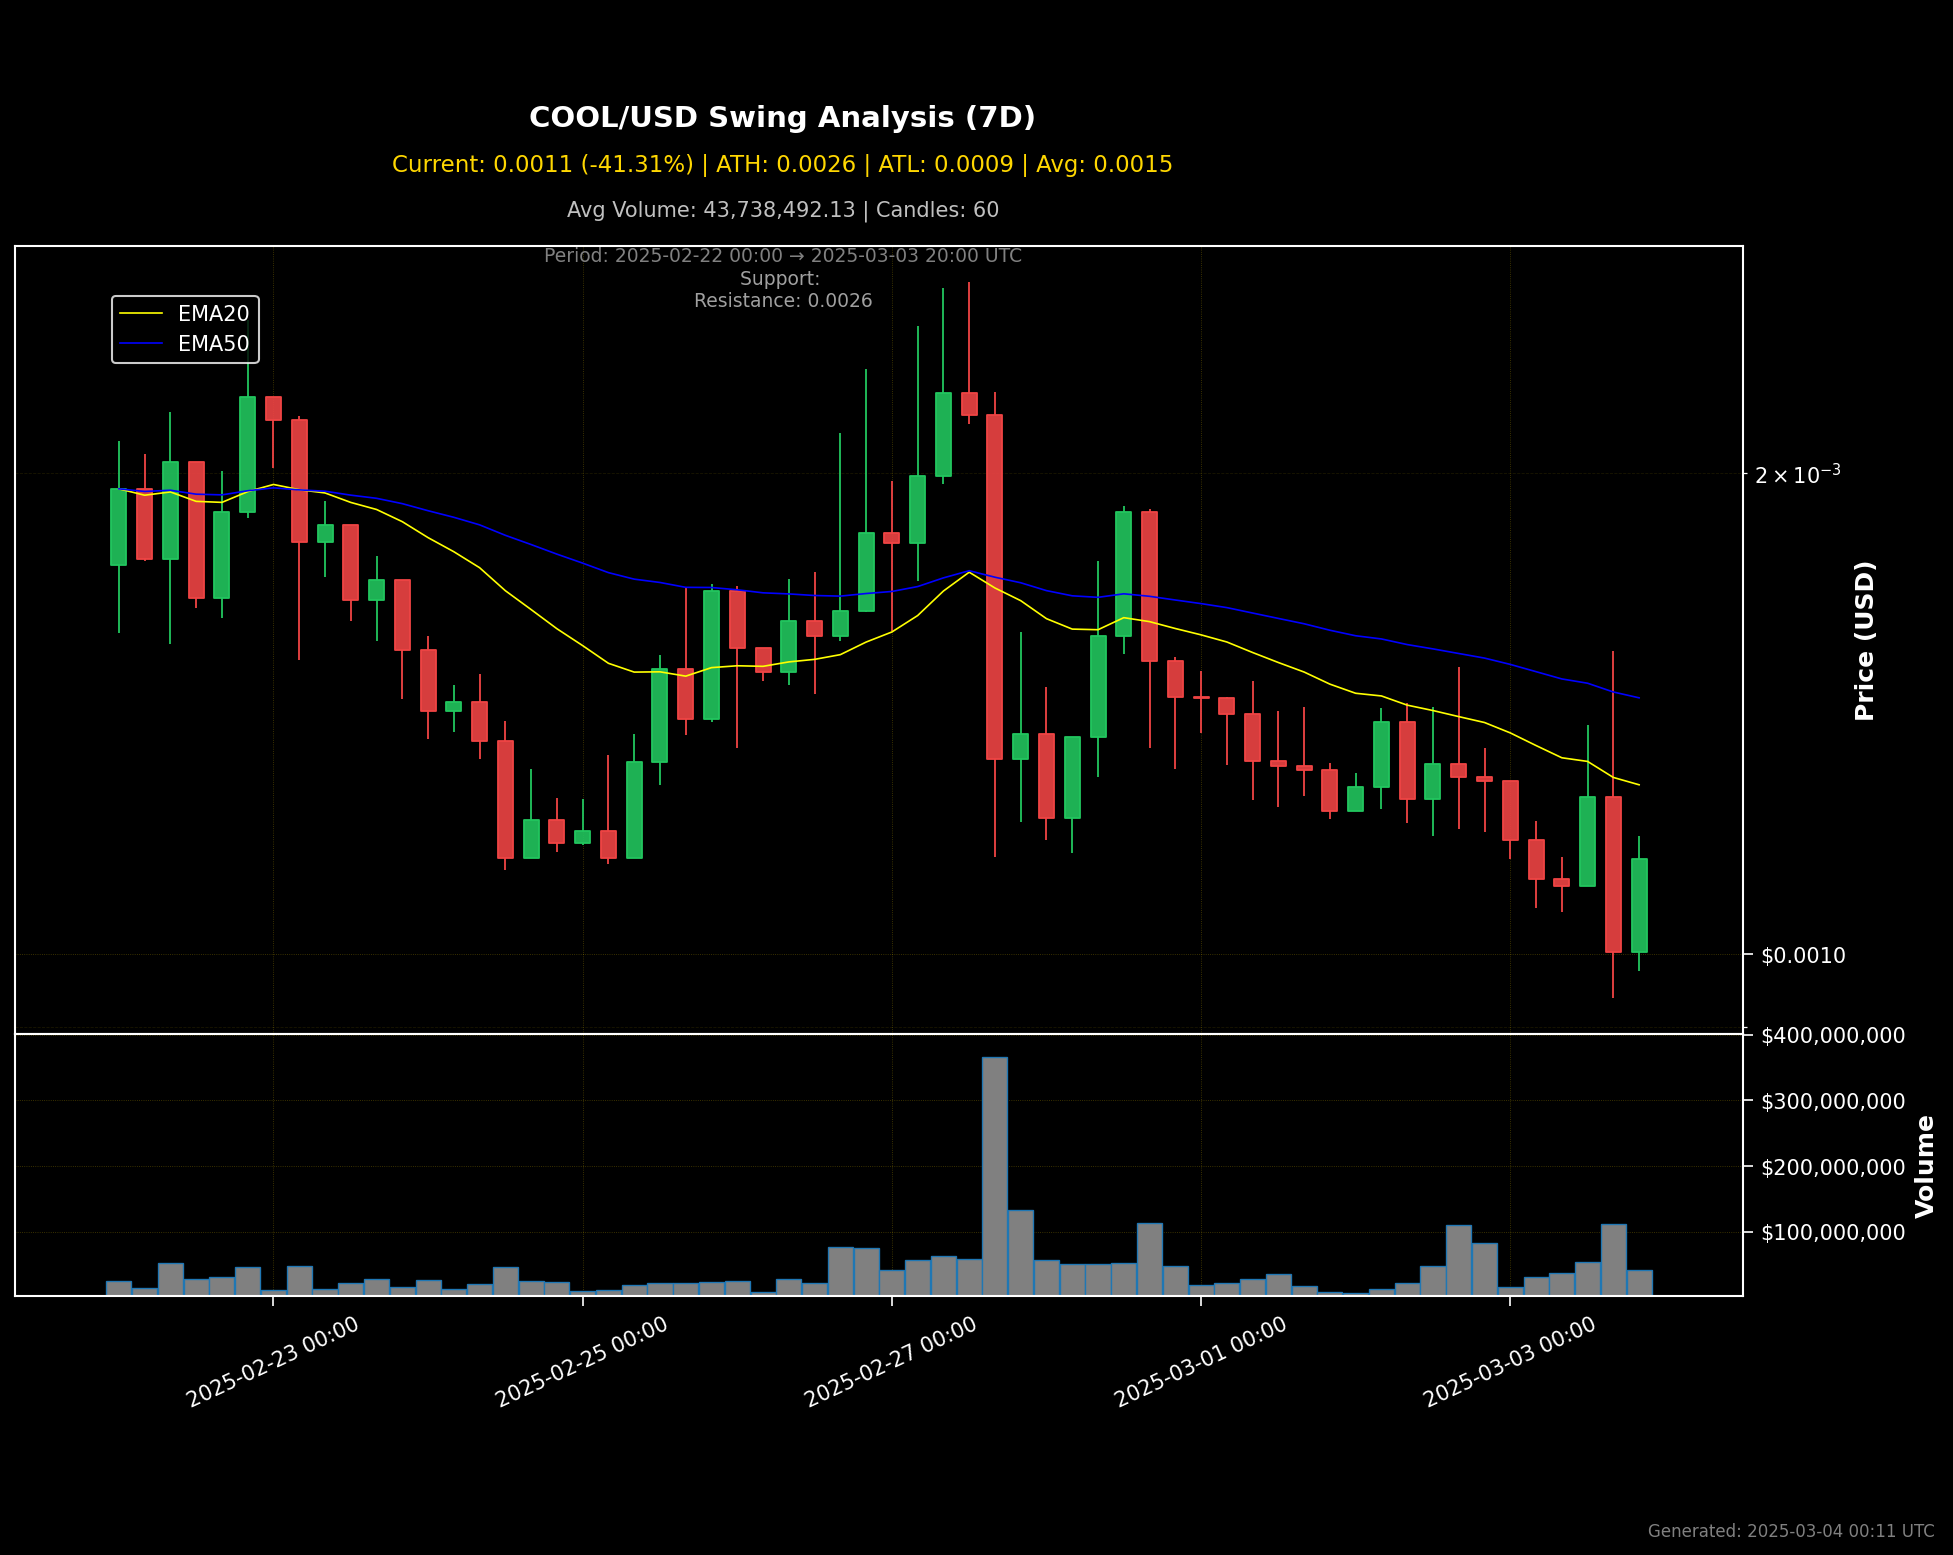 COOL/USD Swing Analysis (7D)
Current: 0.0011 (-41.31%) | ATH: 0.0026 | ATL: 0.0009 | Avg: 0.0015
Avg Volume: 43,738,492.13 | Candles: 60
Period: 2025-02-22 00:00 → 2025-03-03 20:00 UTC
Support:
Resistance: 0.0026
EMA20
EMA50
2 × 10⁻³
$0.0010
Price (USD)
$400,000,000
$300,000,000
$200,000,000
$100,000,000
Volume
2025-02-23 00:00
2025-02-25 00:00
2025-02-27 00:00
2025-03-01 00:00
2025-03-03 00:00
Generated: 2025-03-04 00:11 UTC